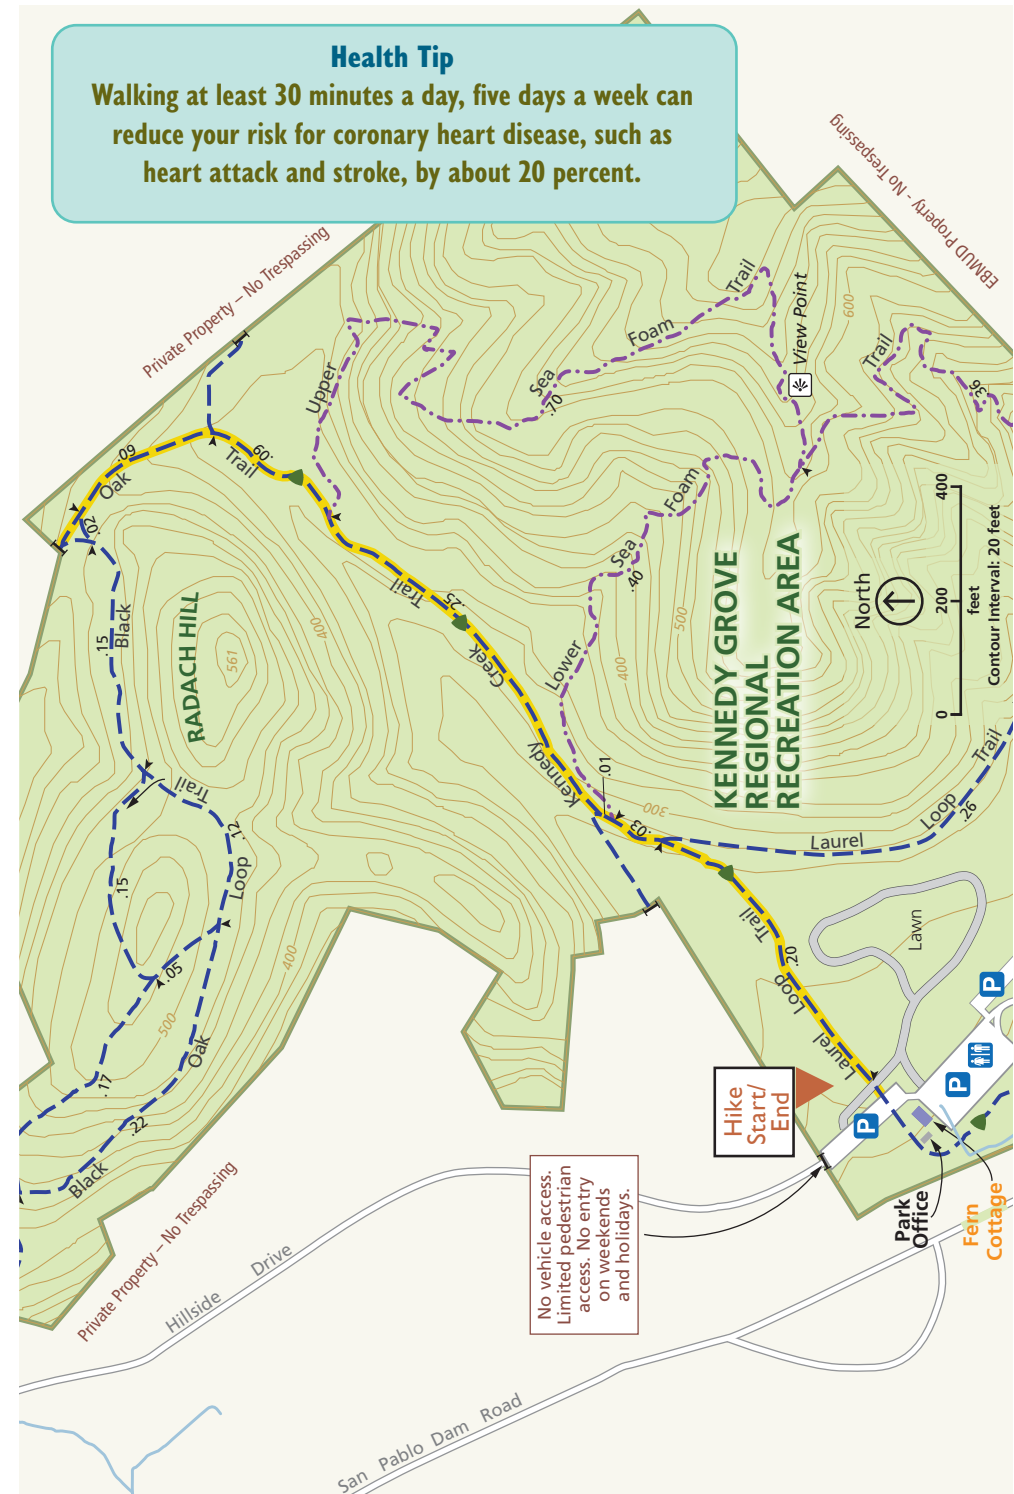 Health Tip
Walking at least 30 minutes a day, five days a week can
reduce your risk for coronary heart disease, such as
heart attack and stroke, by about 20 percent.
EBMUD Property - No Trespassing
Private Property – No Trespassing
Upper
Sea
Foam
Trail
.70
View Point
600
Trail
.36
.09
Oak
Trail
.09
.02
Black
.15
RADACH HILL
561
400
Trail
.25
Creek
Kennedy
Lower
Sea
Foam
.40
500
400
300
KENNEDY GROVE
REGIONAL
RECREATION AREA
North
0
200
400
feet
Contour Interval: 20 feet
.01
.03
Laurel
Loop
Trail
.26
Trail
.12
Loop
.15
.05
400
500
Oak
.17
.22
Black
Trail
.20
Loop
Laurel
Lawn
P
P
P
Hike
Start/
End
No vehicle access.
Limited pedestrian
access. No entry
on weekends
and holidays.
Park
Office
Fern
Cottage
Private Property – No Trespassing
Hillside Drive
San Pablo Dam Road